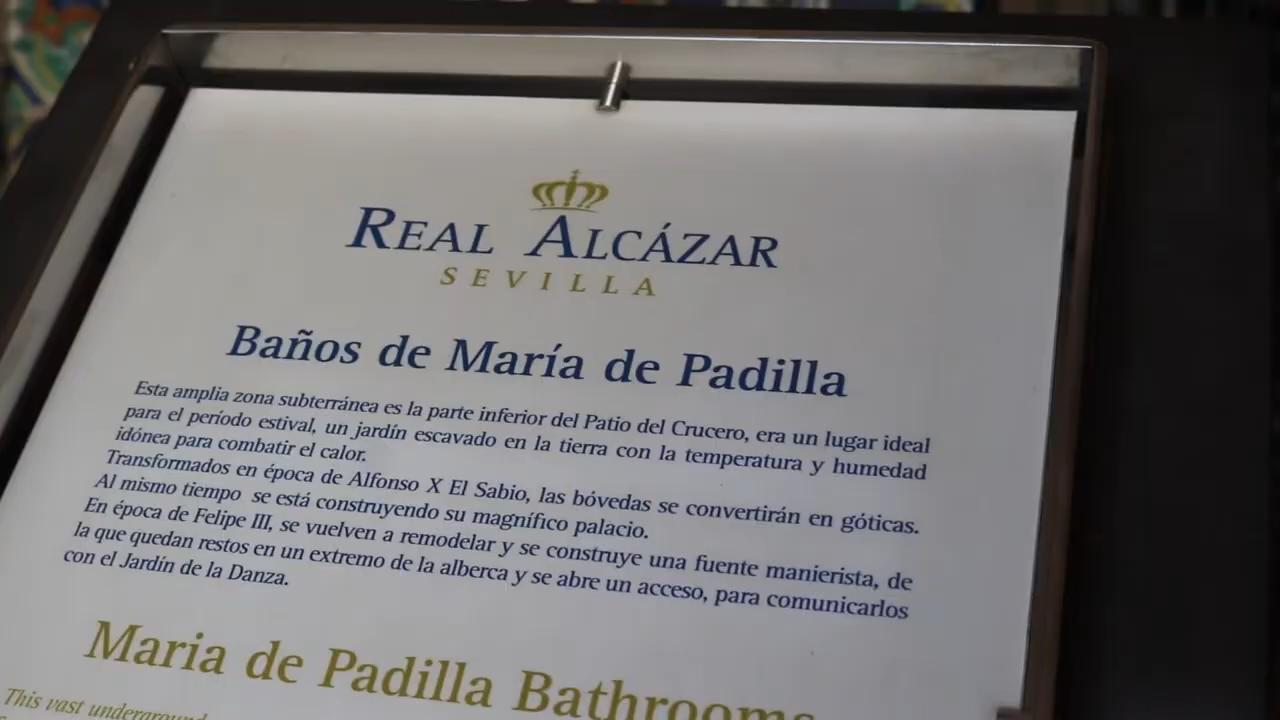 REAL ALCÁZAR
SEVILLA
Baños de María de Padilla
Esta amplia zona subterránea es la parte inferior del Patio del Crucero, era un lugar ideal
para el período estival, un jardín escavado en la tierra con la temperatura y humedad
idónea para combatir el calor.
Transformados en época de Alfonso X El Sabio, las bóvedas se convertirán en góticas.
Al mismo tiempo se está construyendo su magnífico palacio.
En época de Felipe III, se vuelven a remodelar y se construye una fuente manierista, de
la que quedan restos en un extremo de la alberca y se abre un acceso, para comunicarlos
con el Jardín de la Danza.
Maria de Padilla Bathrooms
This vast underground